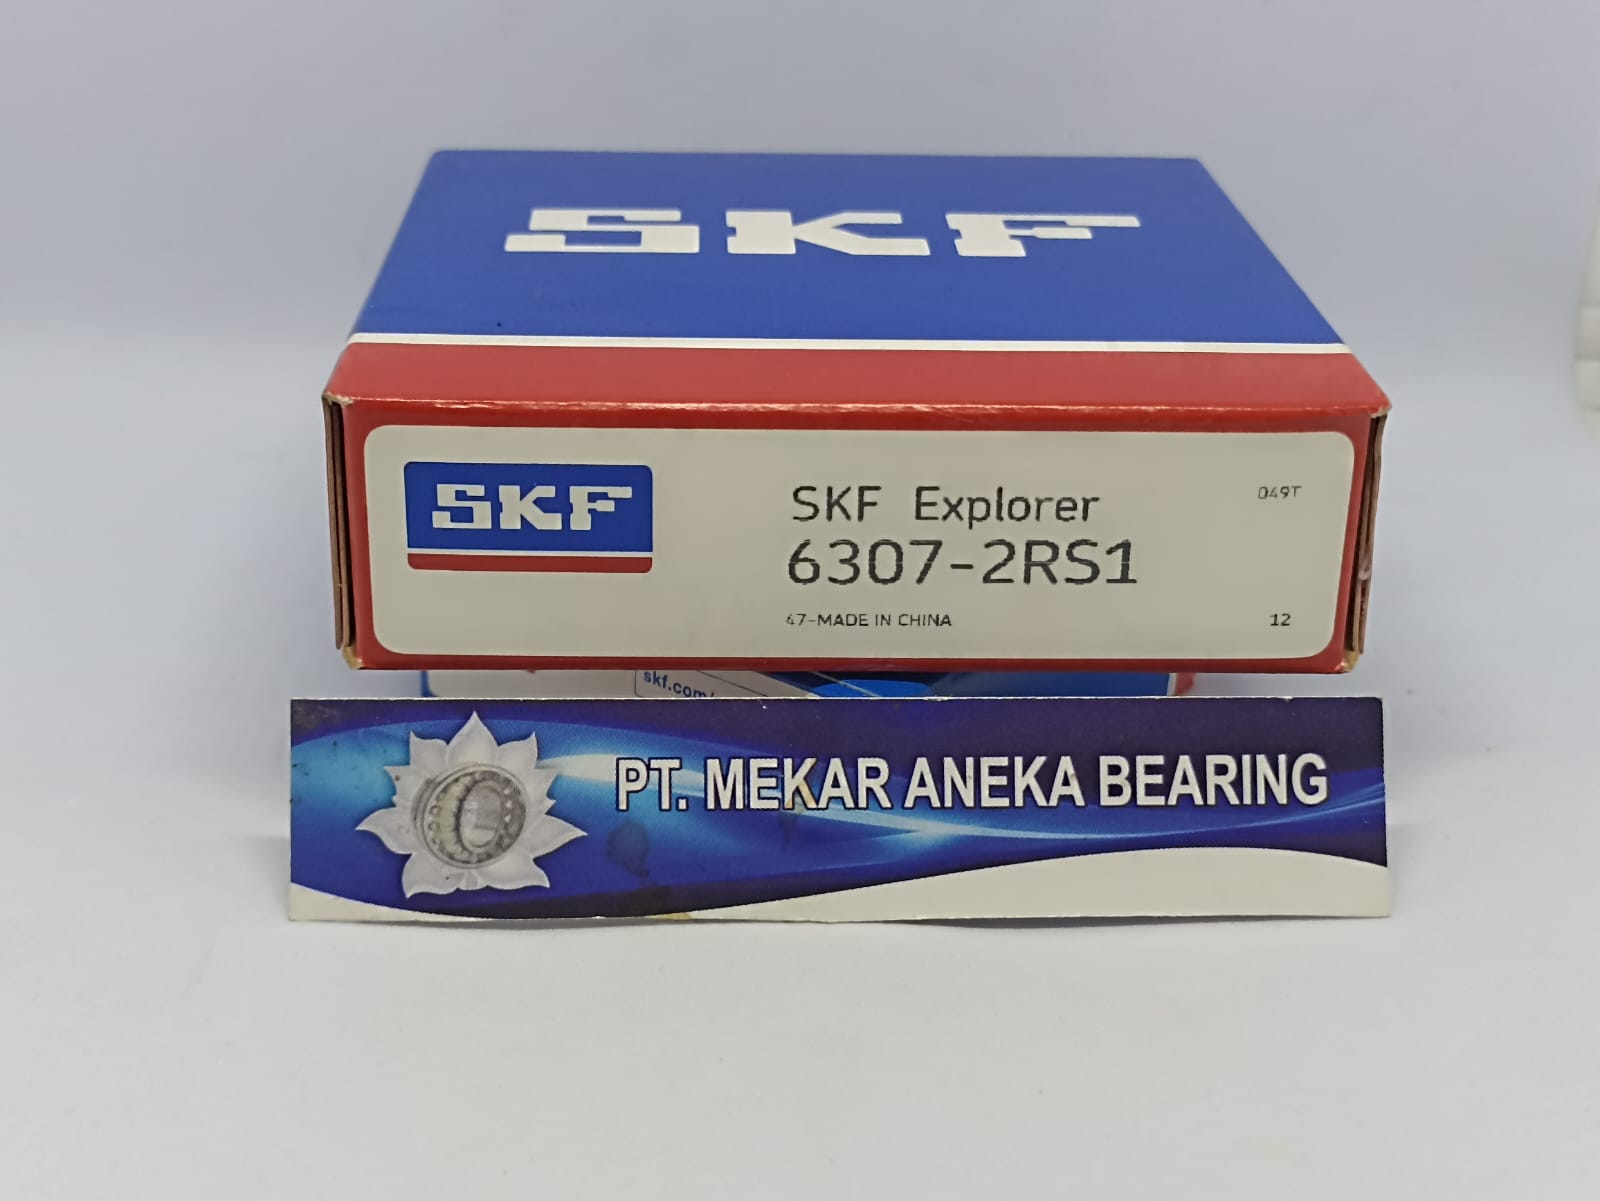 SKF
SKF
SKF Explorer
049T
6307-2RS1
47-MADE IN CHINA
12
skf.com/
PT. MEKAR ANEKA BEARING